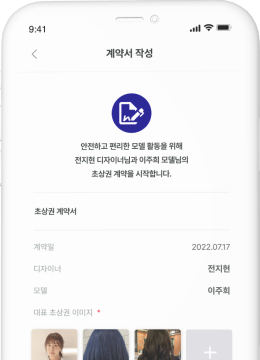 9:41
계약서 작성
안전하고 편리한 모델 활동을 위해
전지현 디자이너님과 이주희 모델님의
초상권 계약을 시작합니다.
초상권 계약서
계약일 2022.07.17
디자이너 전지현
모델 이주희
대표 초상권 이미지 *